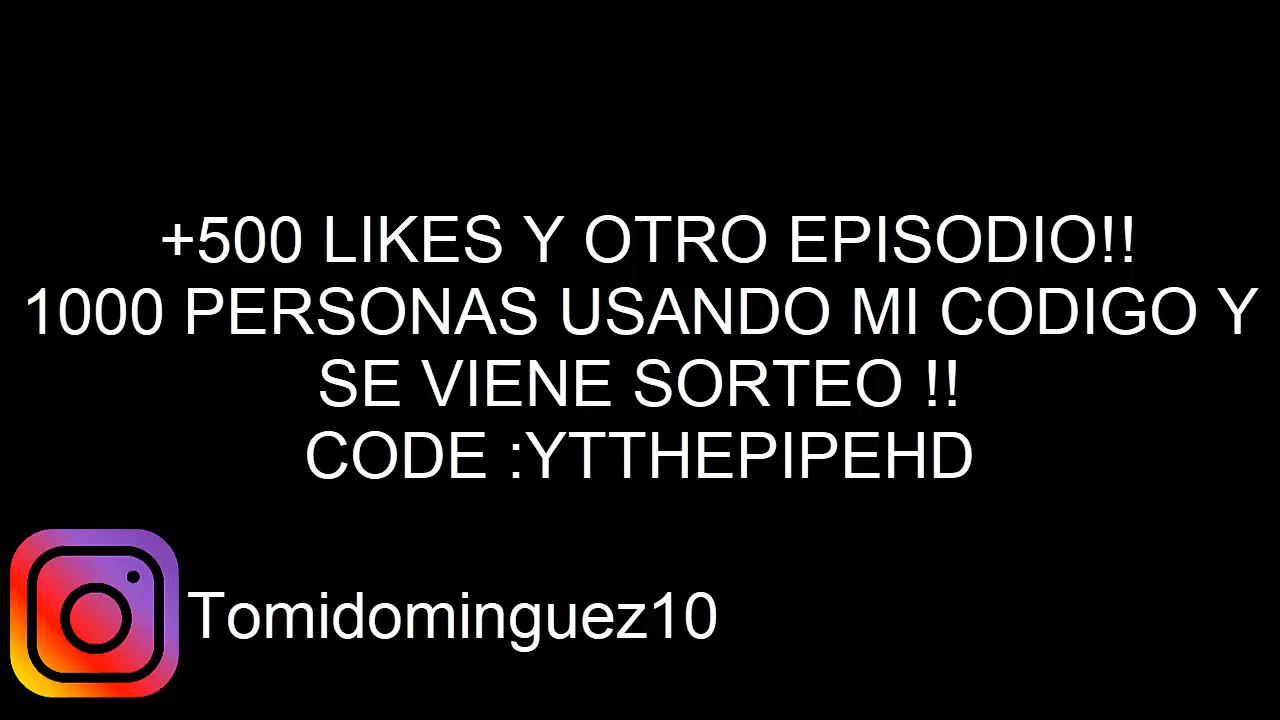 +500 LIKES Y OTRO EPISODIO!!
1000 PERSONAS USANDO MI CODIGO Y
SE VIENE SORTEO !!
CODE :YTTHEPIPEHD
Tomidominguez10